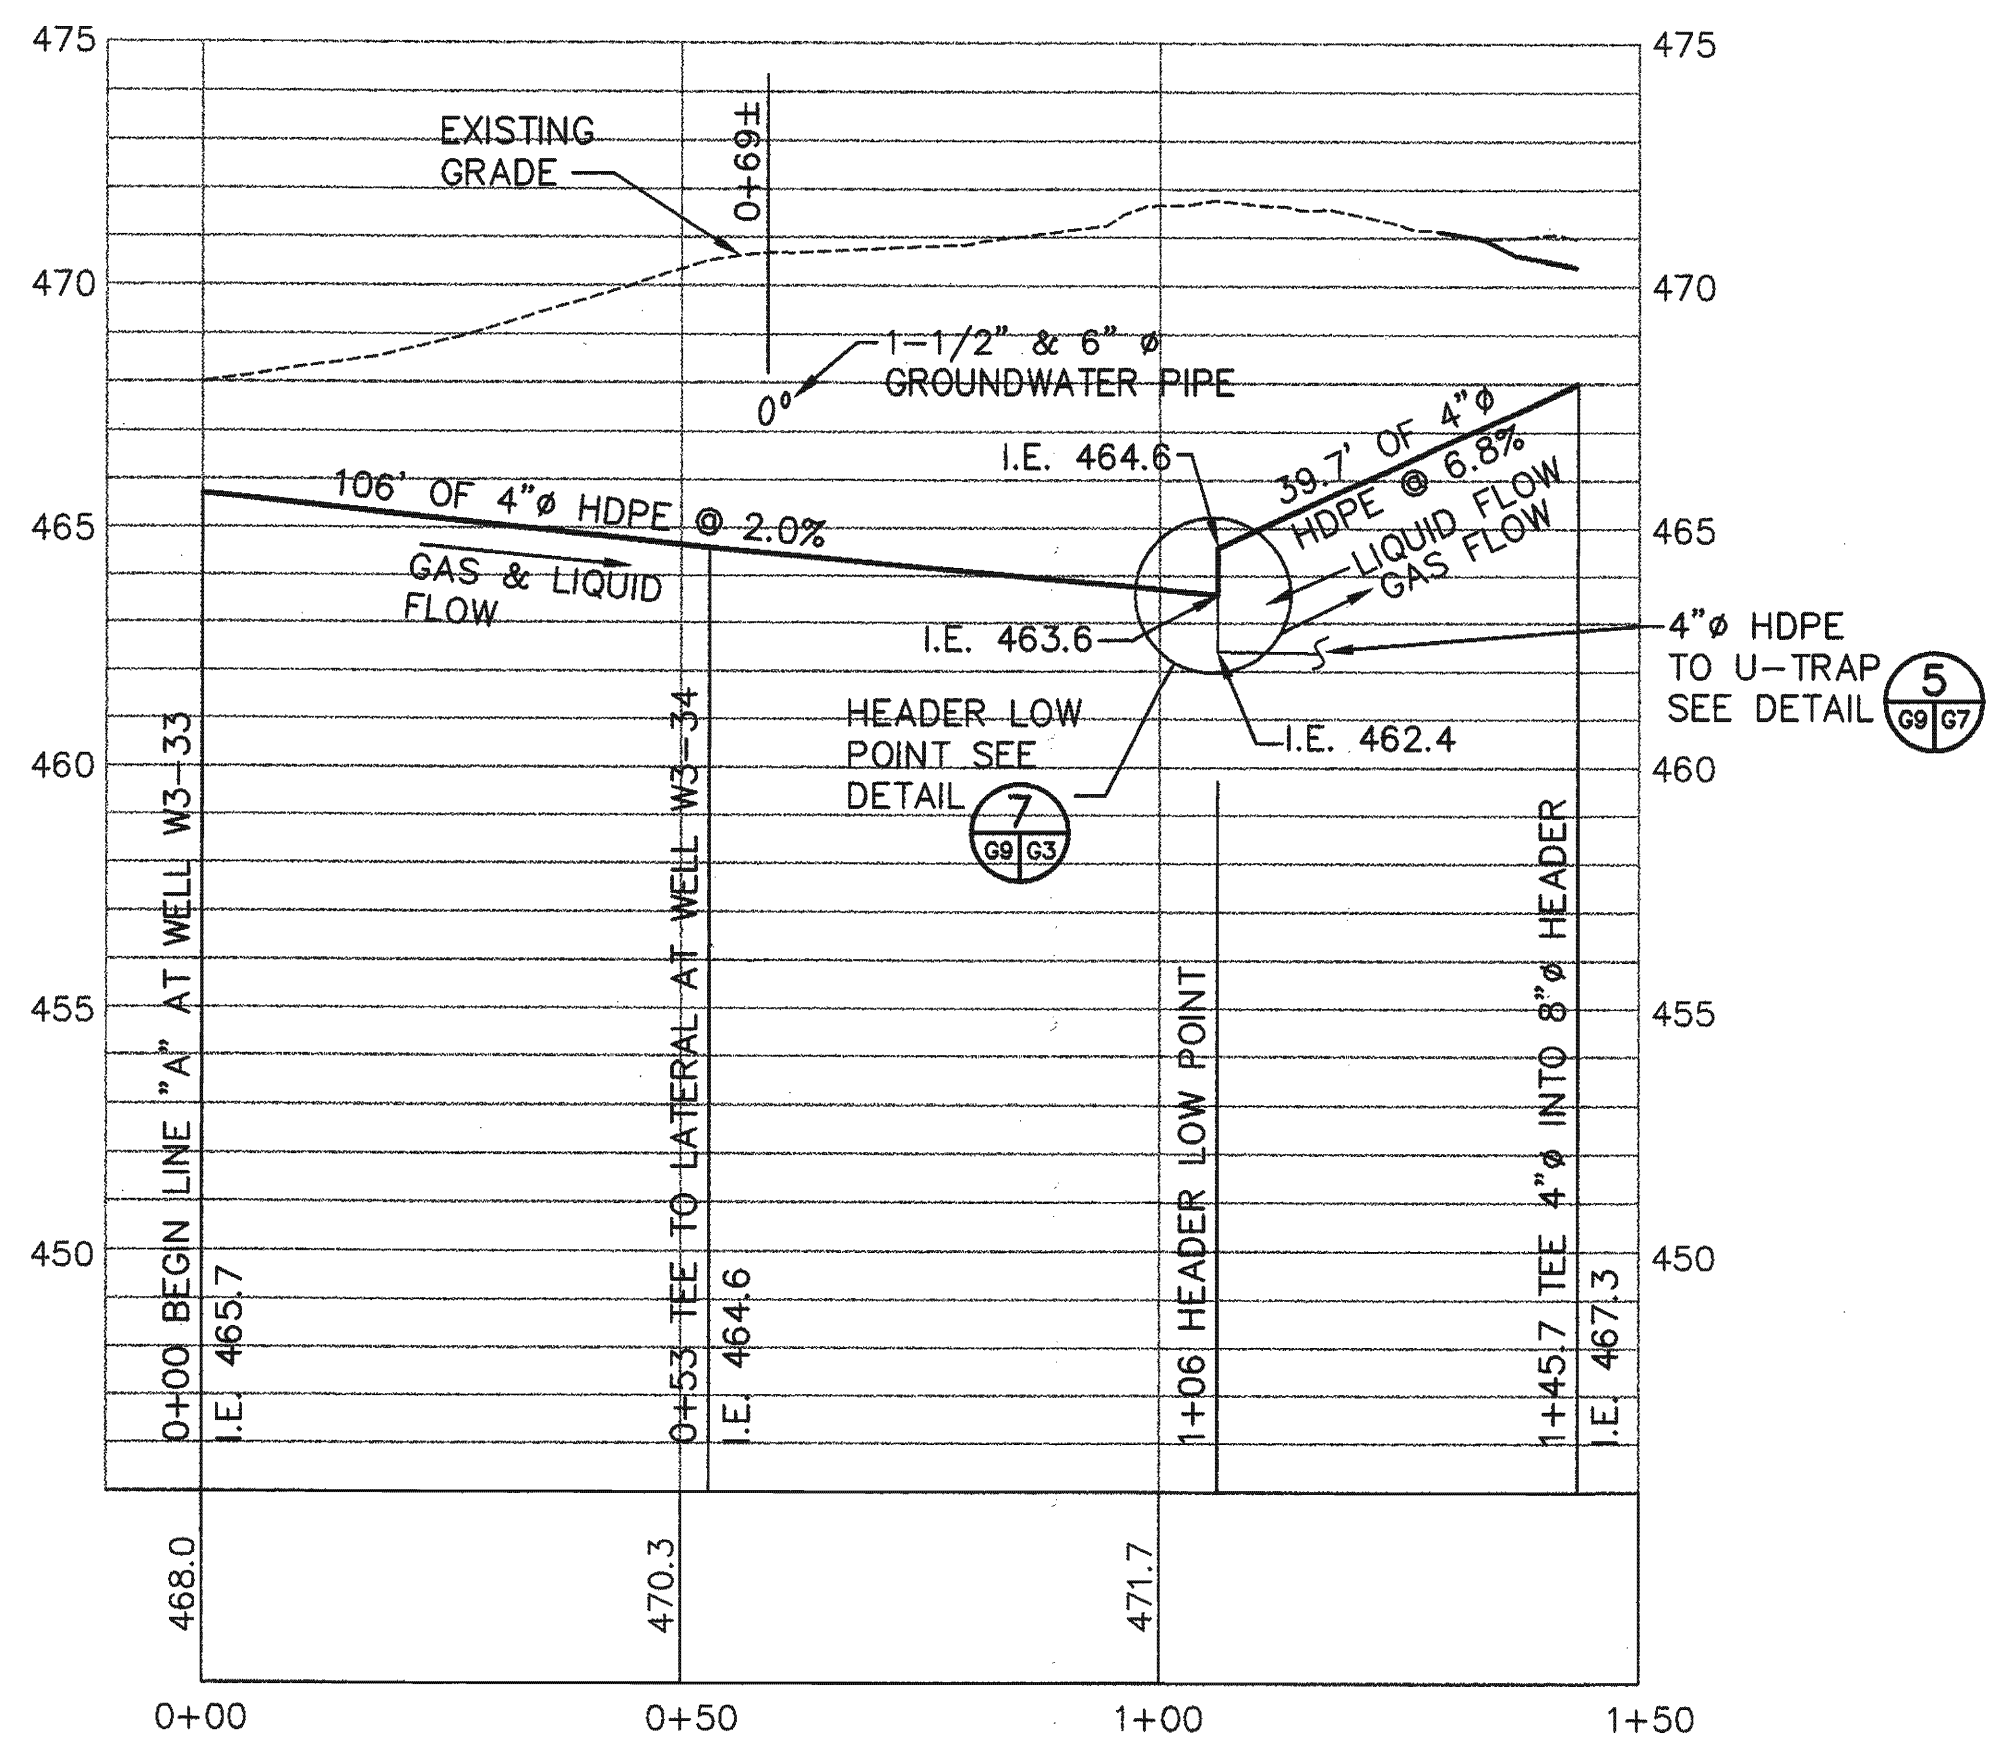 475
475
EXISTING
GRADE
0+69±
470
470
1-1/2" & 6" ø
GROUNDWATER PIPE
I.E. 464.6
39.7' OF 4"ø
HDPE @ 6.8%
LIQUID FLOW
GAS FLOW
106' OF 4"ø HDPE @ 2.0%
465
465
GAS & LIQUID
FLOW
I.E. 463.6
4"ø HDPE
TO U-TRAP
SEE DETAIL
5
G9 G7
HEADER LOW
POINT SEE
DETAIL
7
G9 G3
I.E. 462.4
460
460
455
455
450
450
0+00 BEGIN LINE "A" AT WELL W3-33
I.E. 465.7
0+53 TEE TO LATERAL AT WELL W3-34
I.E. 464.6
1+06 HEADER LOW POINT
1+45.7 TEE 4"ø INTO 8"ø HEADER
I.E. 467.3
468.0
470.3
471.7
0+00
0+50
1+00
1+50